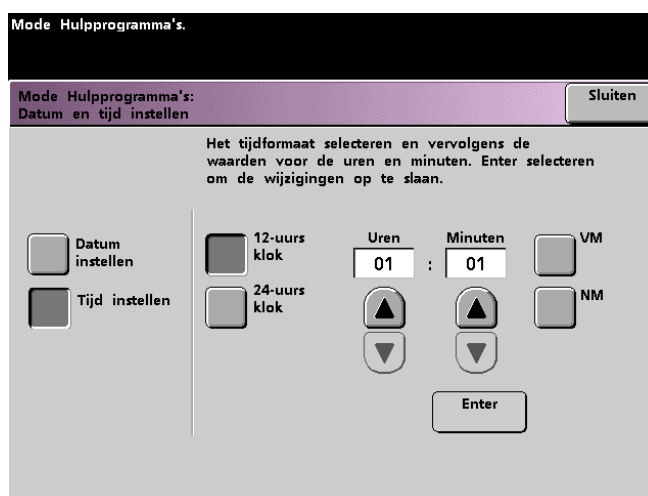 Mode Hulpprogramma's.
Mode Hulpprogramma's:
Datum en tijd instellen
Sluiten
Het tijdformaat selecteren en vervolgens de
waarden voor de uren en minuten. Enter selecteren
om de wijzigingen op te slaan.
Datum
instellen
Tijd instellen
12-uurs
klok
24-uurs
klok
Uren
Minuten
01 : 01
VM
NM
Enter